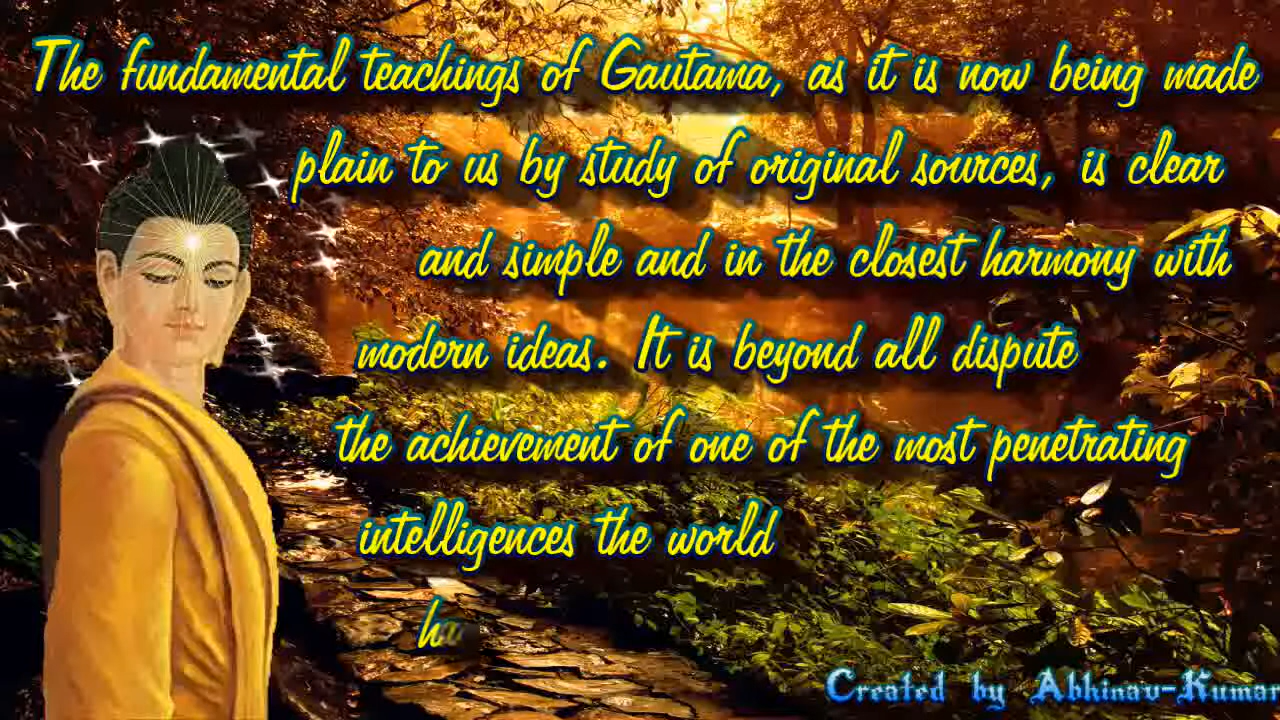 The fundamental teachings of Gautama, as it is now being made
plain to us by study of original sources, is clear
and simple and in the closest harmony with
modern ideas. It is beyond all dispute
the achievement of one of the most penetrating
intelligences the world
Created by Abhinav-Kumar